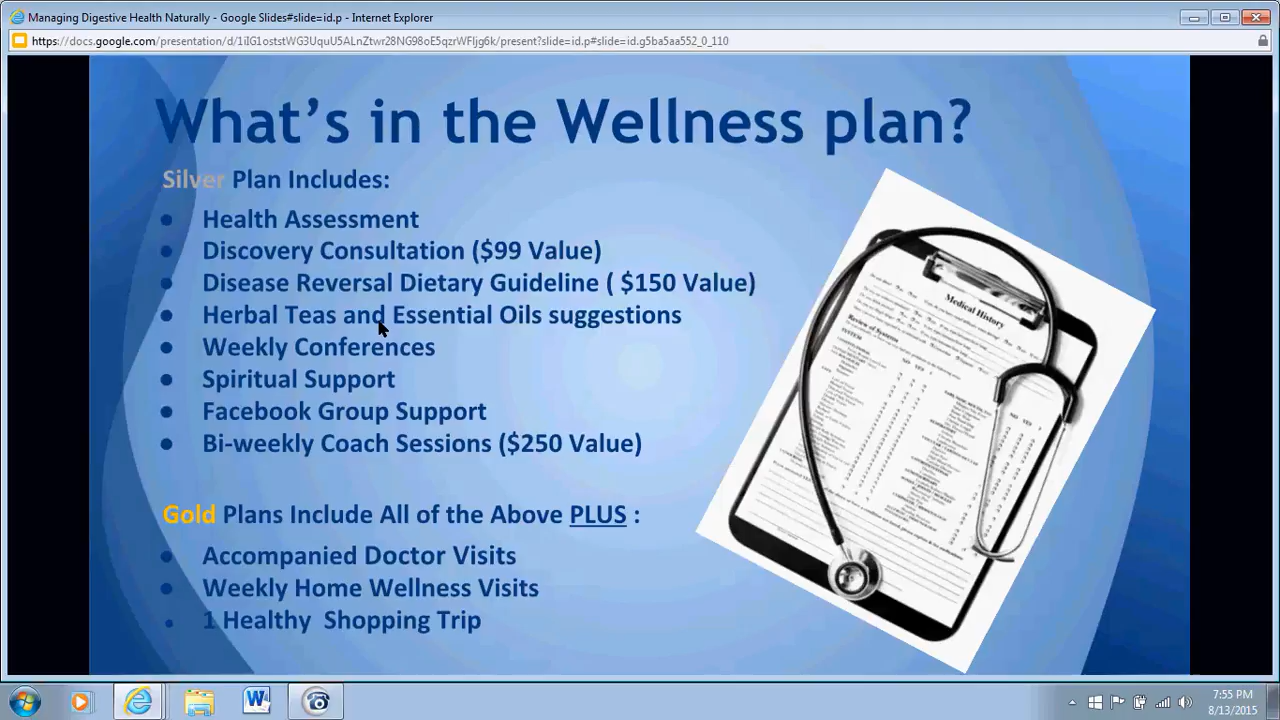 Managing Digestive Health Naturally - Google Slides#slide=id.p - Internet Explorer
What's in the Wellness plan?
Silver Plan Includes:
● Health Assessment
● Discovery Consultation ($99 Value)
● Disease Reversal Dietary Guideline ( $150 Value)
● Herbal Teas and Essential Oils suggestions
● Weekly Conferences
● Spiritual Support
● Facebook Group Support
● Bi-weekly Coach Sessions ($250 Value)
Gold Plans Include All of the Above PLUS :
● Accompanied Doctor Visits
● Weekly Home Wellness Visits
● 1 Healthy Shopping Trip
Medical History
Review of Systems
7:55 PM
8/13/2015